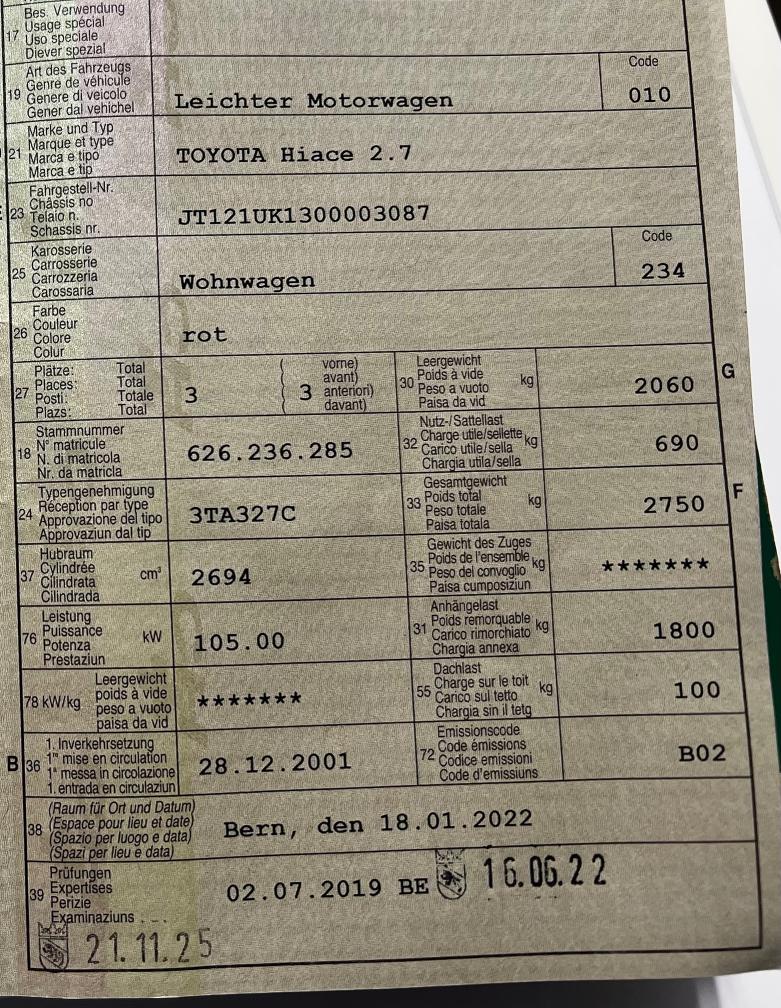 17
Bes. Verwendung
Usage spécial
Uso speciale
Diever spezial
19
Art des Fahrzeugs
Genre de véhicule
Genere di veicolo
Gener dal vehichel
Leichter Motorwagen
Code
010
21
Marke und Typ
Marque et type
Marca e tipo
Marca e tip
TOYOTA Hiace 2.7
23
Fahrgestell-Nr.
Châssis no
Telaio n.
Schassis nr.
JT121UK1300003087
25
Karosserie
Carrosserie
Carrozzeria
Carossaria
Wohnwagen
Code
234
26
Farbe
Couleur
Colore
Colur
rot
27
Plätze: Total
Places: Total
Posti: Totale
Plazs: Total
3
( vorne)
( avant)
( 3 anteriori)
( davant)
30
Leergewicht
Poids à vide
Peso a vuoto
Paisa da vid
kg
2060
G
18
Stammnummer
N° matricule
N. di matricola
Nr. da matricla
626.236.285
32
Nutz-/Sattellast
Charge utile/sellette
Carico utile/sella
Chargia utila/sella
kg
690
24
Typengenehmigung
Réception par type
Approvazione del tipo
Approvaziun dal tip
3TA327C
33
Gesamtgewicht
Poids total
Peso totale
Paisa totala
kg
2750
F
37
Hubraum
Cylindrée
Cilindrata
Cilindrada
cm³
2694
35
Gewicht des Zuges
Poids de l'ensemble
Peso del convoglio
Paisa cumposiziun
kg
*******
76
Leistung
Puissance
Potenza
Prestaziun
kW
105.00
31
Anhängelast
Poids remorquable
Carico rimorchiato
Chargia annexa
kg
1800
78 kW/kg
Leergewicht
poids à vide
peso a vuoto
paisa da vid
*******
55
Dachlast
Charge sur le toit
Carico sul tetto
Chargia sin il tetg
kg
100
B
36
1. Inverkehrsetzung
1re mise en circulation
1a messa in circolazione
1. entrada en circulaziun
28.12.2001
72
Emissionscode
Code émissions
Codice emissioni
Code d'emissiuns
B02
38
(Raum für Ort und Datum)
(Espace pour lieu et date)
(Spazio per luogo e data)
(Spazi per lieu e data)
Bern, den 18.01.2022
39
Prüfungen
Expertises
Perizie
Examinaziuns
02.07.2019 BE
16.06.22
21.11.25